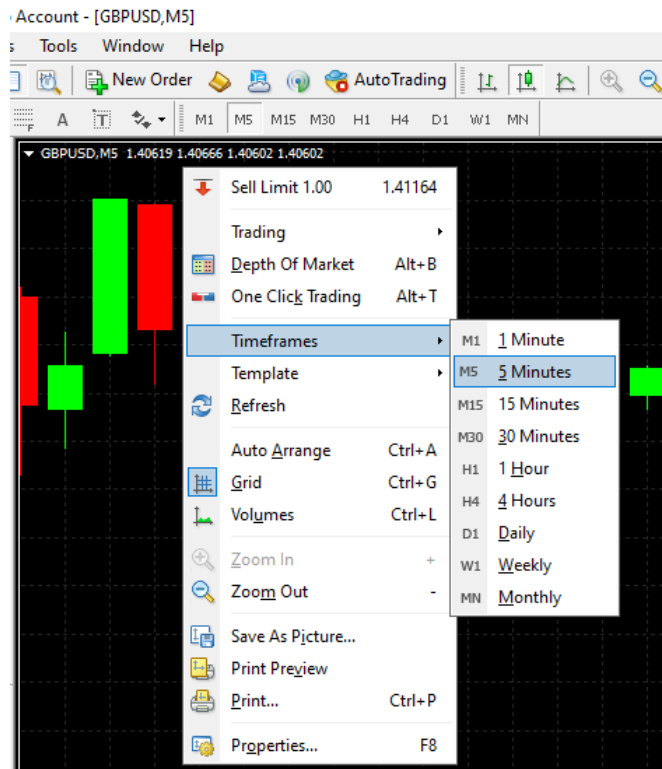 Account - [GBPUSD,M5]
s Tools Window Help
New Order AutoTrading
F A T M1 M5 M15 M30 H1 H4 D1 W1 MN
GBPUSD,M5 1.40619 1.40666 1.40602 1.40602
Sell Limit 1.00 1.41164
Trading
Depth Of Market Alt+B
One Click Trading Alt+T
Timeframes
Template
Refresh
Auto Arrange Ctrl+A
Grid Ctrl+G
Volumes Ctrl+L
Zoom In +
Zoom Out -
Save As Picture...
Print Preview
Print... Ctrl+P
Properties... F8
M1 1 Minute
M5 5 Minutes
M15 15 Minutes
M30 30 Minutes
H1 1 Hour
H4 4 Hours
D1 Daily
W1 Weekly
MN Monthly